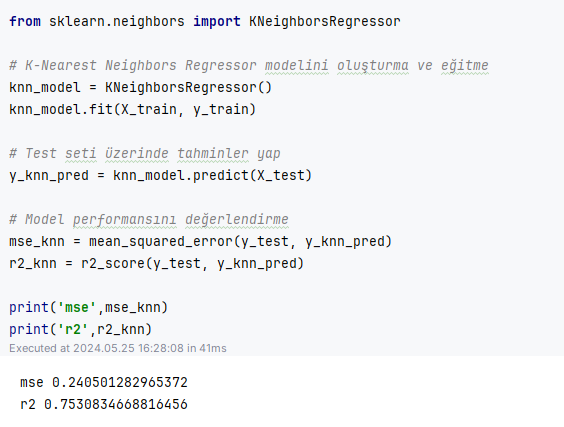 from sklearn.neighbors import KNeighborsRegressor
# K-Nearest Neighbors Regressor modelini oluşturma ve eğitme
knn_model = KNeighborsRegressor()
knn_model.fit(X_train, y_train)
# Test seti üzerinde tahminler yap
y_knn_pred = knn_model.predict(X_test)
# Model performansını değerlendirme
mse_knn = mean_squared_error(y_test, y_knn_pred)
r2_knn = r2_score(y_test, y_knn_pred)
print('mse',mse_knn)
print('r2',r2_knn)
Executed at 2024.05.25 16:28:08 in 41ms
mse 0.240501282965372
r2 0.7530834668816456